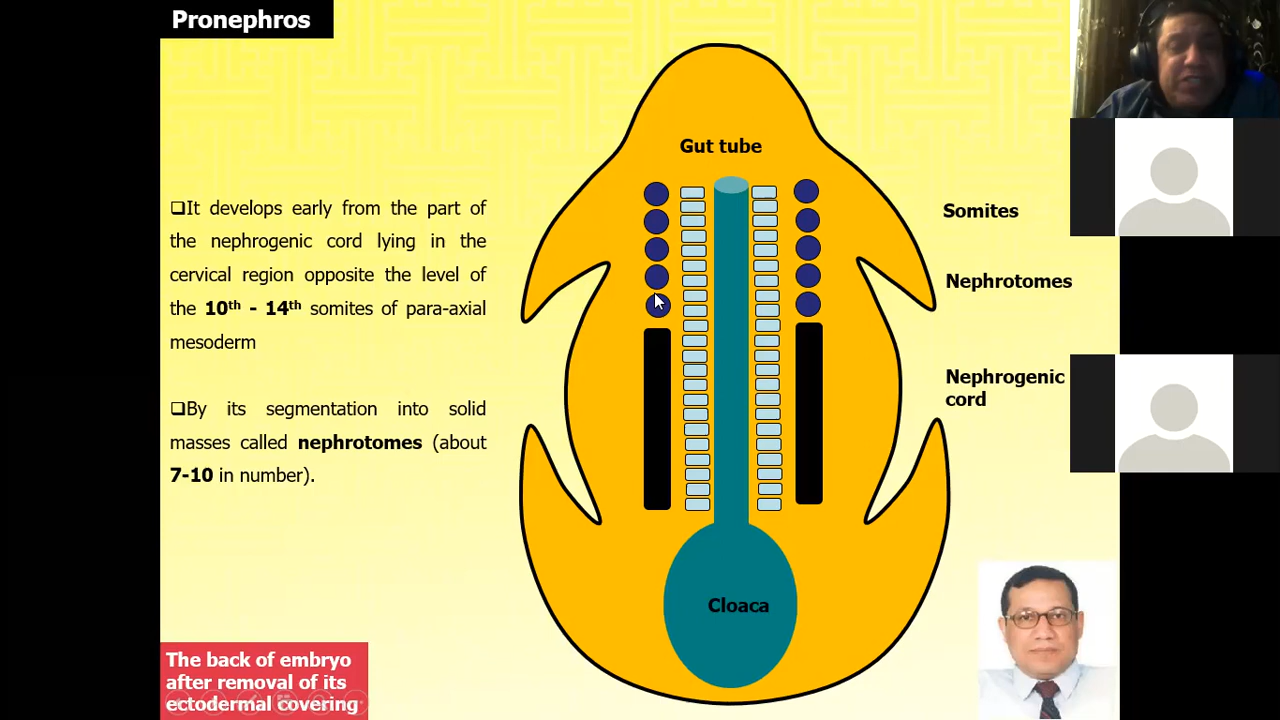 Pronephros
❑It develops early from the part of
the nephrogenic cord lying in the
cervical region opposite the level of
the 10th - 14th somites of para-axial
mesoderm
❑By its segmentation into solid
masses called nephrotomes (about
7-10 in number).
Gut tube
Somites
Nephrotomes
Nephrogenic
cord
Cloaca
The back of embryo
after removal of its
ectodermal covering